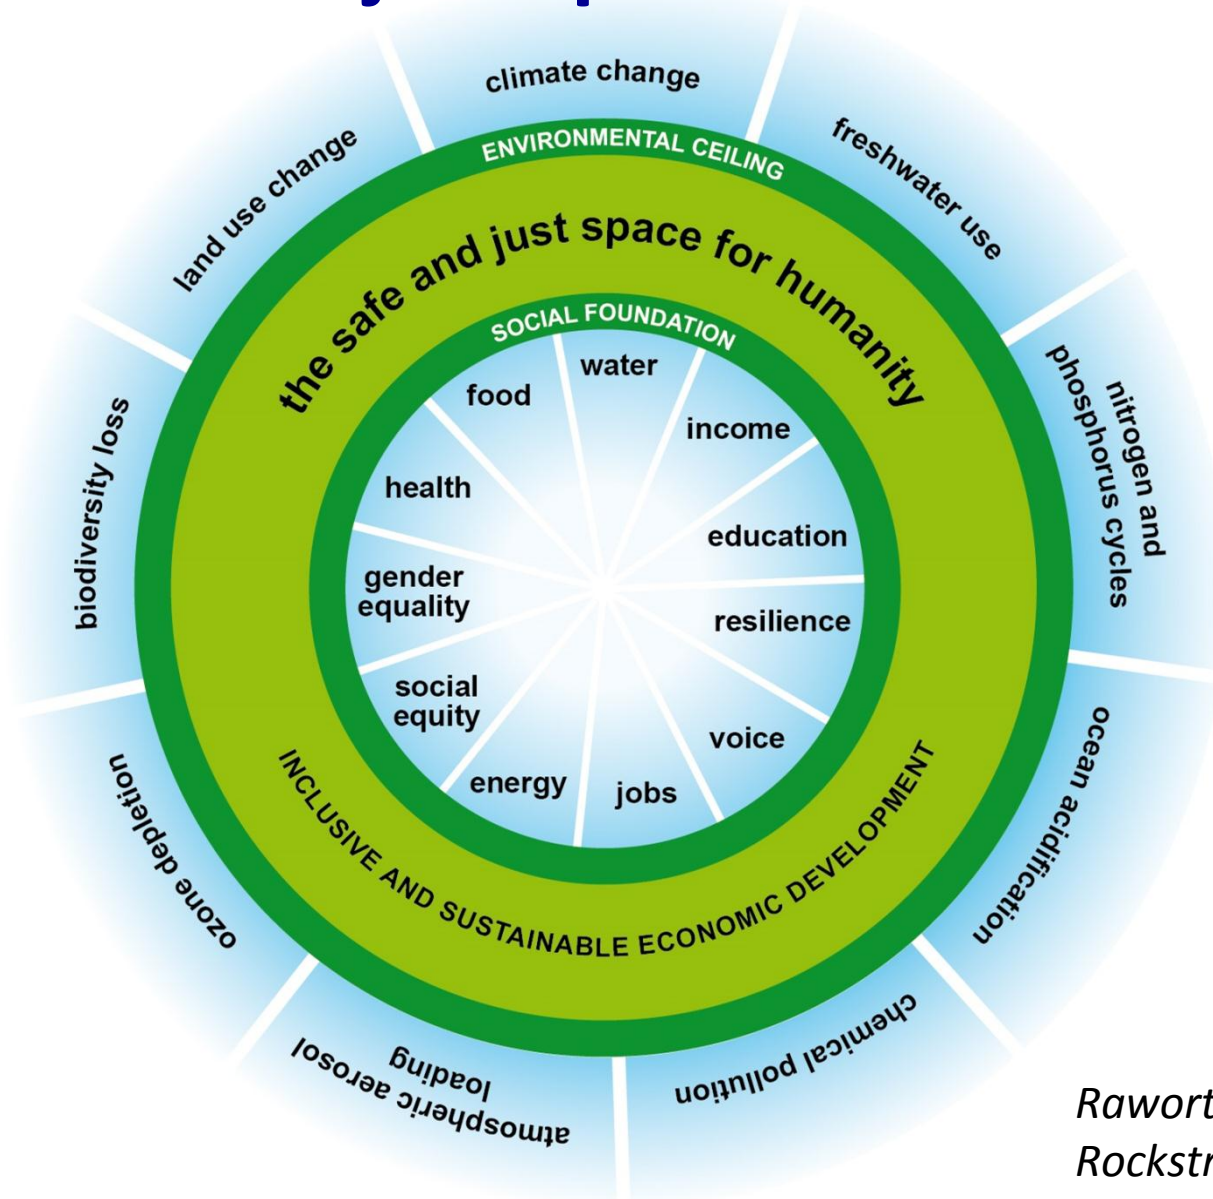 climate change
freshwater use
nitrogen and
phosphorus cycles
ocean acidification
chemical pollution
atmospheric aerosol
loading
ozone depletion
biodiversity loss
land use change
ENVIRONMENTAL CEILING
the safe and just space for humanity
SOCIAL FOUNDATION
water
income
education
resilience
voice
jobs
energy
social
equity
gender
equality
health
food
INCLUSIVE AND SUSTAINABLE ECONOMIC DEVELOPMENT
Rawort
Rockstr